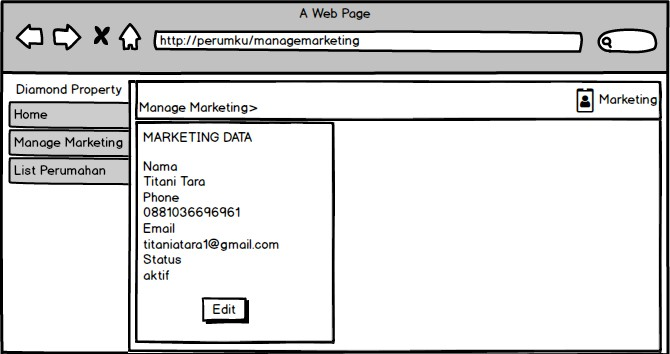 A Web Page
http://perumku/managemarketing
Diamond Property
Home
Manage Marketing
List Perumahan
Manage Marketing>
Marketing
MARKETING DATA
Nama
Titani Tara
Phone
0881036696961
Email
titaniatara1@gmail.com
Status
aktif
Edit